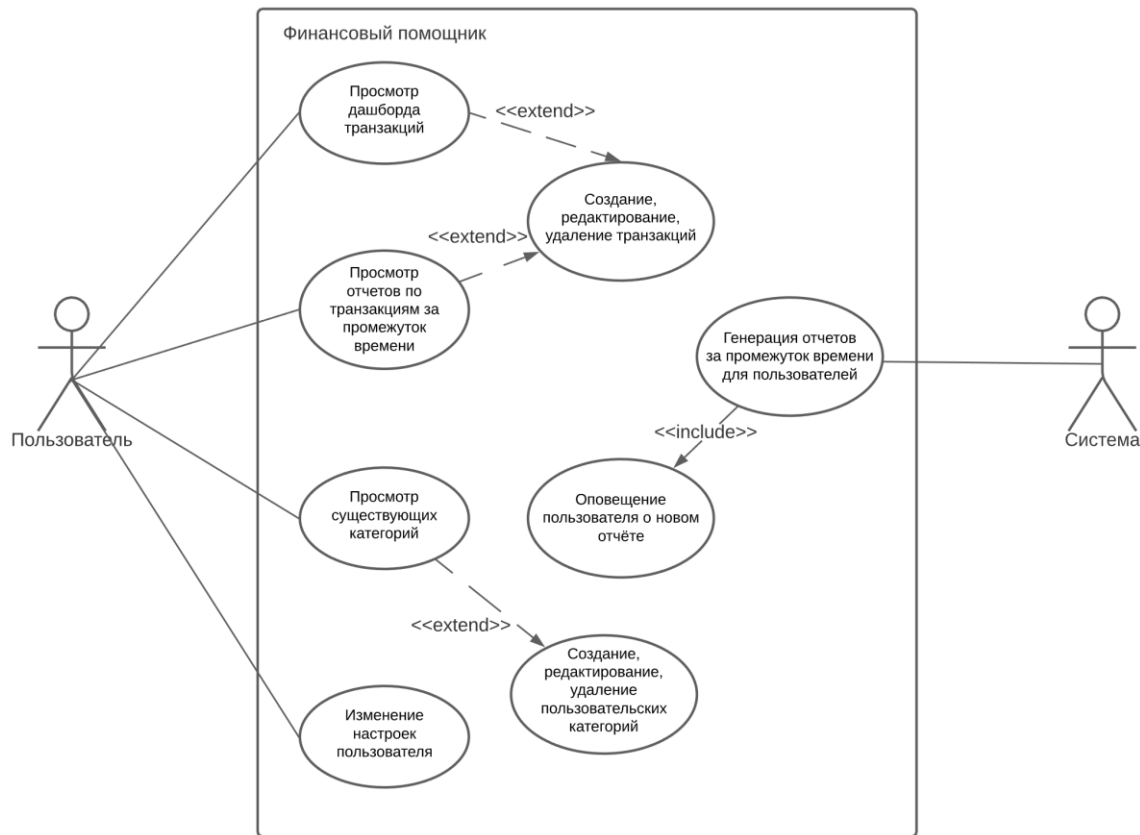 Финансовый помощник
Просмотр
дашборда
транзакций
<<extend>>
Создание,
редактирование,
удаление транзакций
<<extend>>
Просмотр
отчетов по
транзакциям за
промежуток
времени
Генерация отчетов
за промежуток времени
для пользователей
Пользователь
<<include>>
Система
Просмотр
существующих
категорий
Оповещение
пользователя о новом
отчёте
<<extend>>
Создание,
редактирование,
удаление
пользовательских
категорий
Изменение
настроек
пользователя